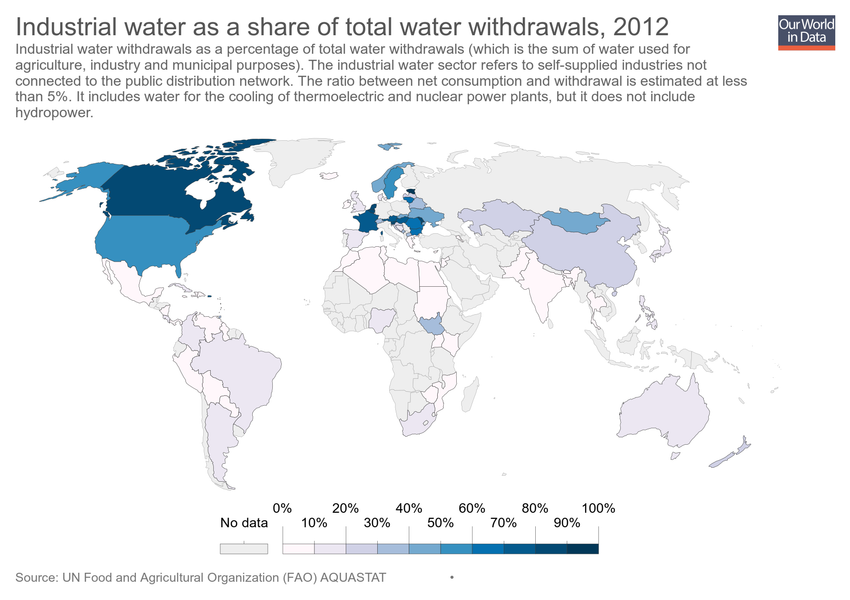 Industrial water as a share of total water withdrawals, 2012
Our World
in Data
Industrial water withdrawals as a percentage of total water withdrawals (which is the sum of water used for
agriculture, industry and municipal purposes). The industrial water sector refers to self-supplied industries not
connected to the public distribution network. The ratio between net consumption and withdrawal is estimated at less
than 5%. It includes water for the cooling of thermoelectric and nuclear power plants, but it does not include
hydropower.
0% 20% 40% 60% 80% 100%
No data 10% 30% 50% 70% 90%
Source: UN Food and Agricultural Organization (FAO) AQUASTAT •